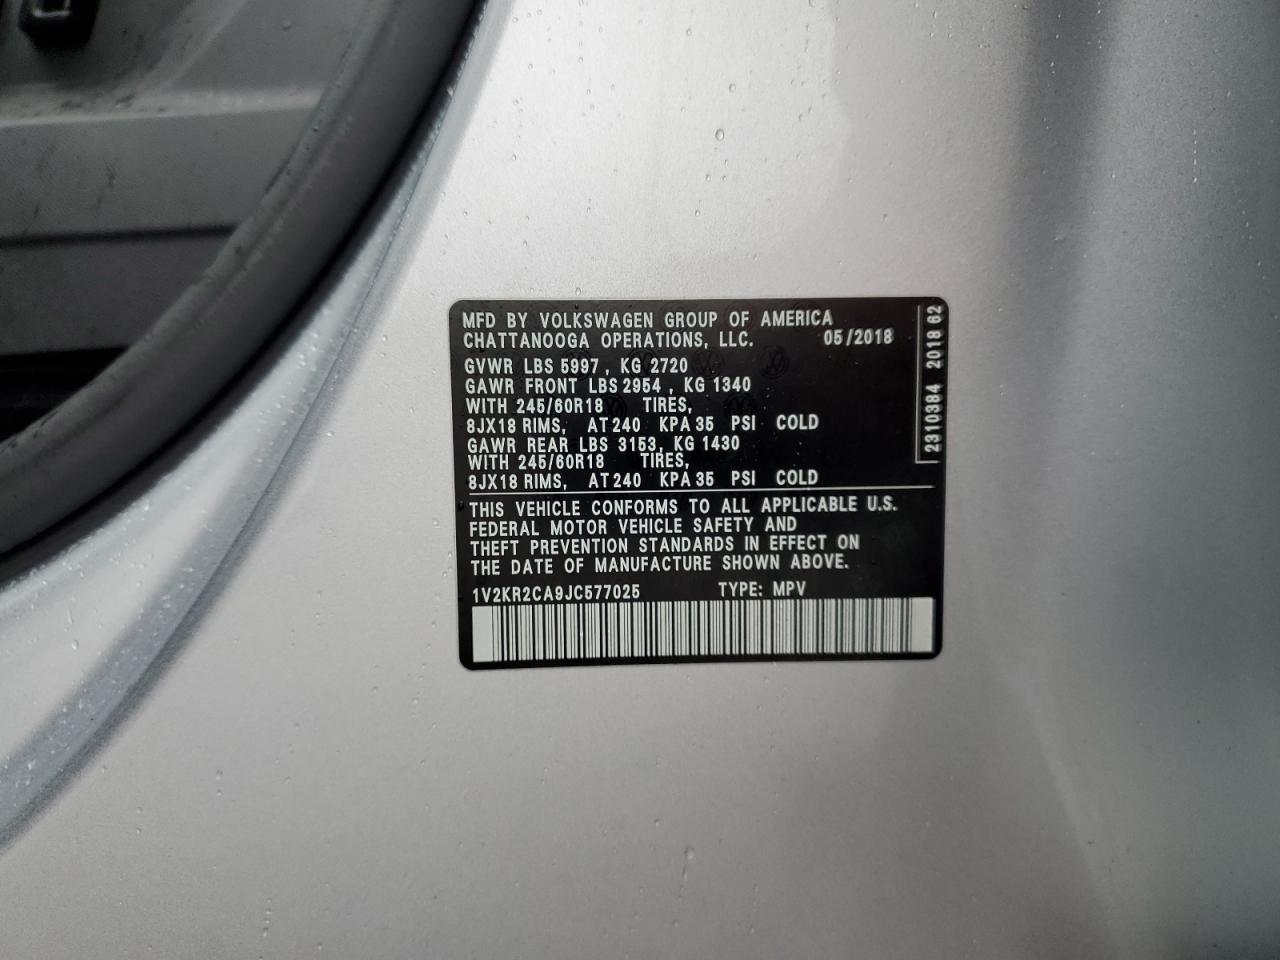 MFD BY VOLKSWAGEN GROUP OF AMERICA
CHATTANOOGA OPERATIONS, LLC. 05/2018
GVWR LBS 5997, KG 2720
GAWR FRONT LBS 2954, KG 1340
WITH 245/60R18 TIRES,
8JX18 RIMS, AT 240 KPA 35 PSI COLD
GAWR REAR LBS 3153, KG 1430
WITH 245/60R18 TIRES,
8JX18 RIMS, AT 240 KPA 35 PSI COLD
THIS VEHICLE CONFORMS TO ALL APPLICABLE U.S.
FEDERAL MOTOR VEHICLE SAFETY AND
THEFT PREVENTION STANDARDS IN EFFECT ON
THE DATE OF MANUFACTURE SHOWN ABOVE.
1V2KR2CA9JC577025 TYPE: MPV
2310384 2018 62